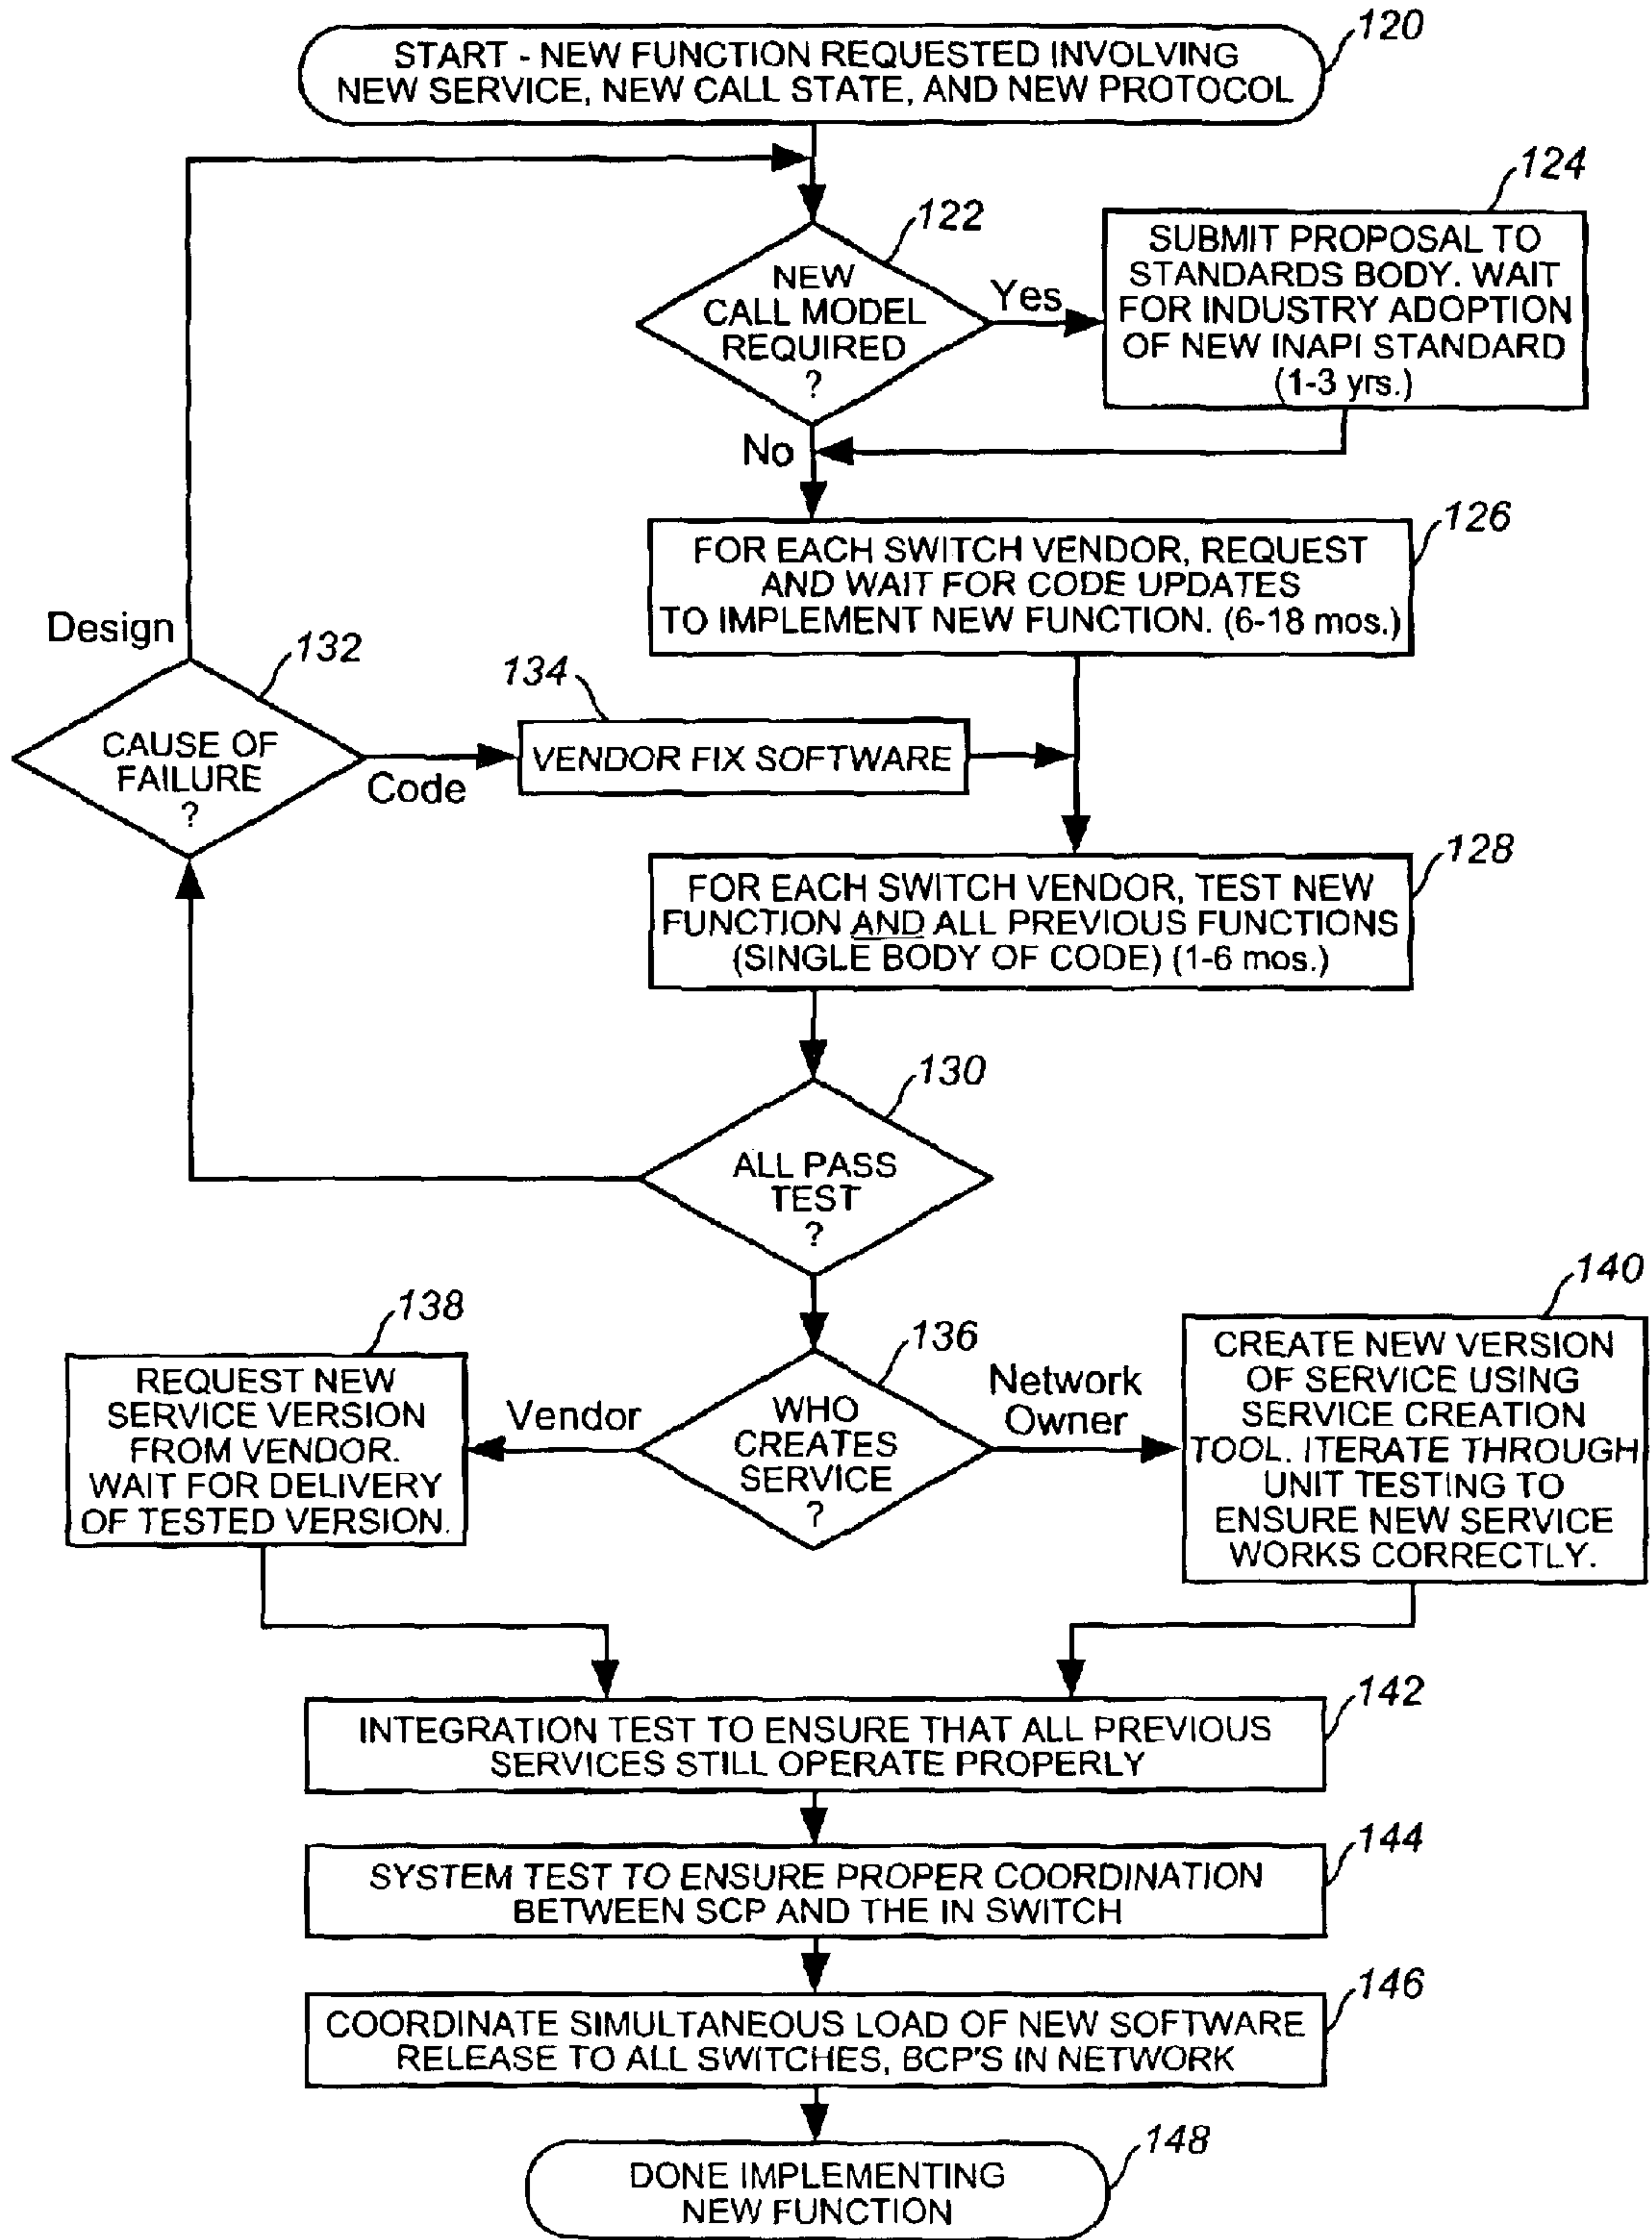 120
START - NEW FUNCTION REQUESTED INVOLVING
NEW SERVICE, NEW CALL STATE, AND NEW PROTOCOL
122
NEW
CALL MODEL
REQUIRED
?
Yes
No
124
SUBMIT PROPOSAL TO
STANDARDS BODY. WAIT
FOR INDUSTRY ADOPTION
OF NEW INAPI STANDARD
(1-3 yrs.)
126
FOR EACH SWITCH VENDOR, REQUEST
AND WAIT FOR CODE UPDATES
TO IMPLEMENT NEW FUNCTION. (6-18 mos.)
Design
132
CAUSE OF
FAILURE
?
Code
134
VENDOR FIX SOFTWARE
128
FOR EACH SWITCH VENDOR, TEST NEW
FUNCTION AND ALL PREVIOUS FUNCTIONS
(SINGLE BODY OF CODE) (1-6 mos.)
130
ALL PASS
TEST
?
136
WHO
CREATES
SERVICE
?
Vendor
Network
Owner
138
REQUEST NEW
SERVICE VERSION
FROM VENDOR.
WAIT FOR DELIVERY
OF TESTED VERSION.
140
CREATE NEW VERSION
OF SERVICE USING
SERVICE CREATION
TOOL. ITERATE THROUGH
UNIT TESTING TO
ENSURE NEW SERVICE
WORKS CORRECTLY.
142
INTEGRATION TEST TO ENSURE THAT ALL PREVIOUS
SERVICES STILL OPERATE PROPERLY
144
SYSTEM TEST TO ENSURE PROPER COORDINATION
BETWEEN SCP AND THE IN SWITCH
146
COORDINATE SIMULTANEOUS LOAD OF NEW SOFTWARE
RELEASE TO ALL SWITCHES, BCP'S IN NETWORK
148
DONE IMPLEMENTING
NEW FUNCTION